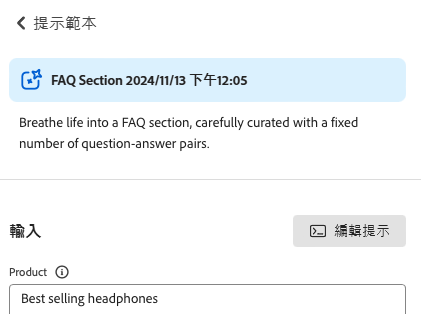 提示範本
FAQ Section 2024/11/13 下午12:05
Breathe life into a FAQ section, carefully curated with a fixed
number of question-answer pairs.
輸入
編輯提示
Product
Best selling headphones